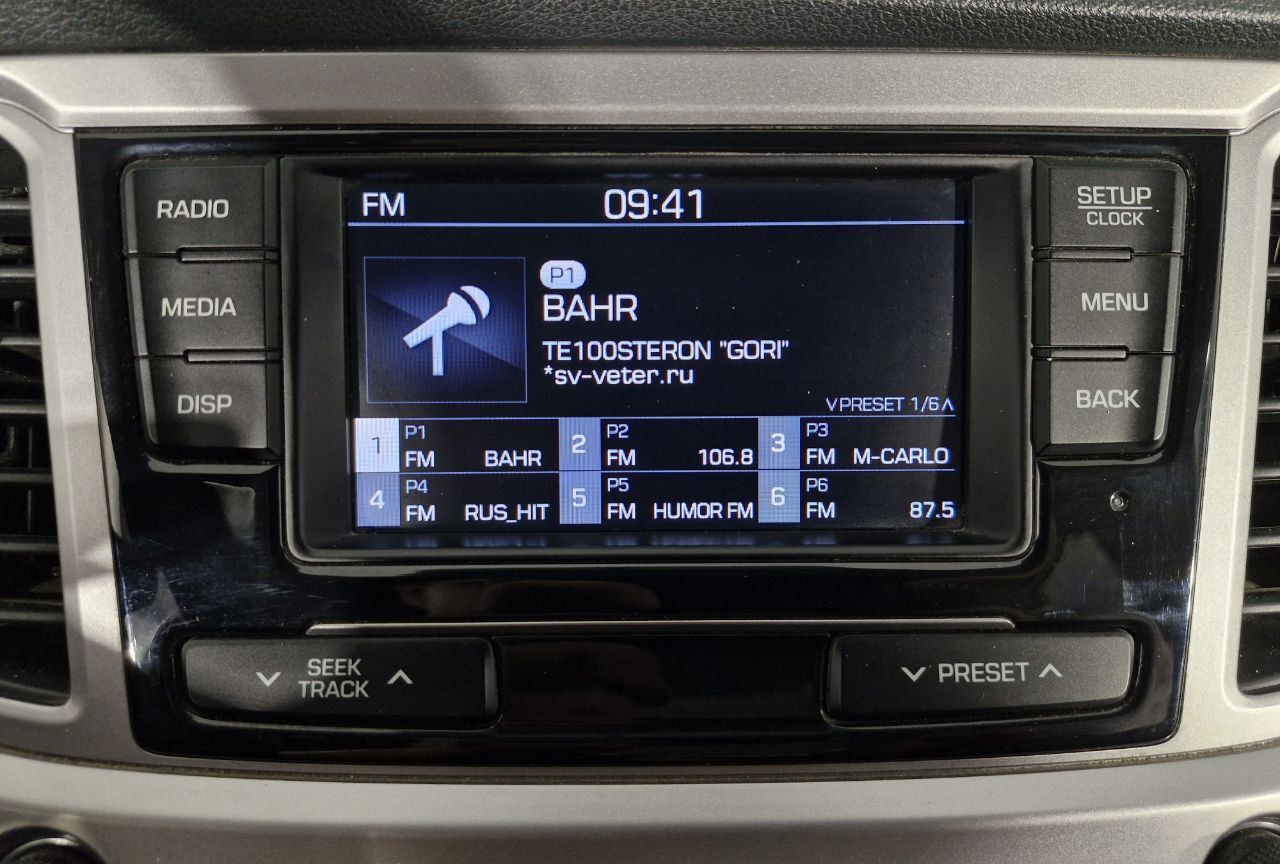 RADIO
MEDIA
DISP
FM 09:41
P1
BAHR
TE100STERON "GORI"
*sv-veter.ru
PRESET 1/6
1 P1 FM BAHR
2 P2 FM 106.8
3 P3 FM M-CARLO
4 P4 FM RUS_HIT
5 P5 FM HUMOR FM
6 P6 FM 87.5
SETUP
CLOCK
MENU
BACK
SEEK
TRACK
PRESET